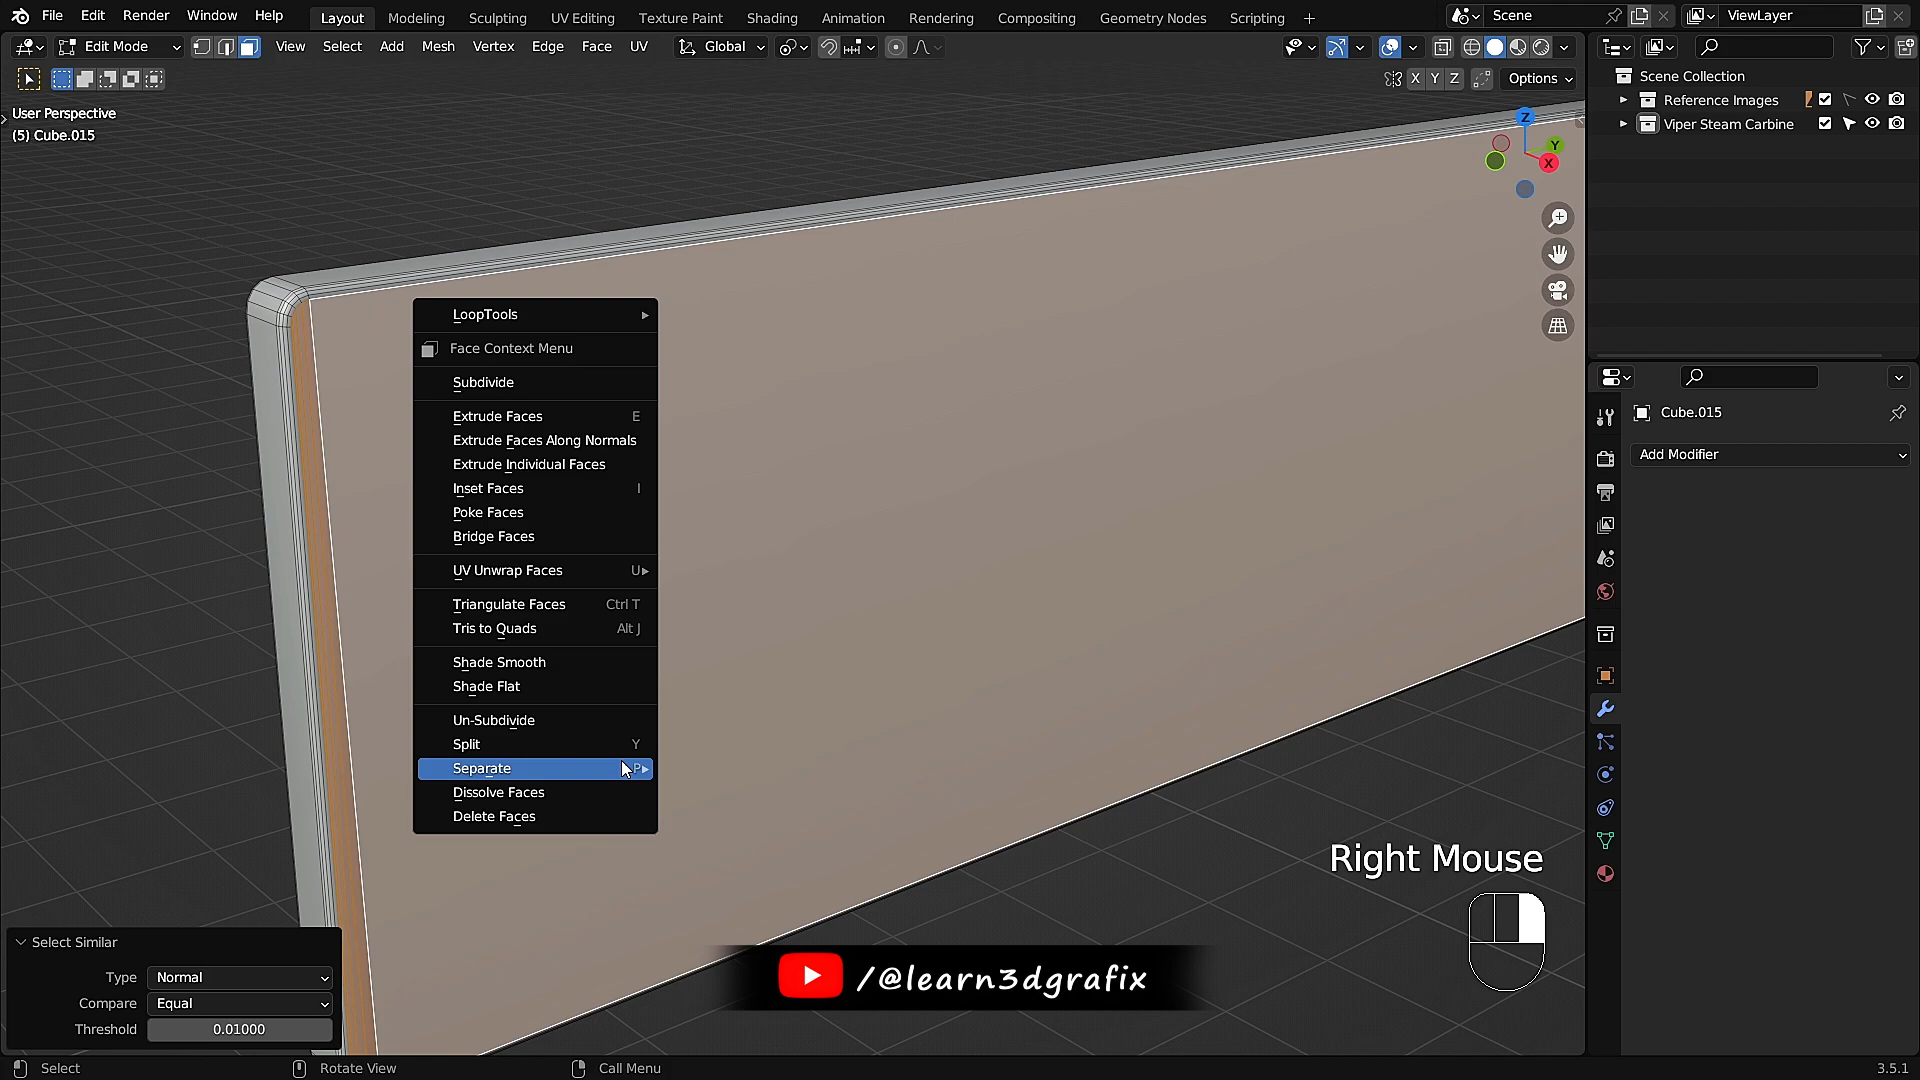 File Edit Render Window Help Layout Modeling Sculpting UV Editing Texture Paint Shading Animation Rendering Compositing Geometry Nodes Scripting + Scene ViewLayer
Edit Mode View Select Add Mesh Vertex Edge Face UV Global
X Y Z Options
User Perspective
(5) Cube.015
Z
Y
X
Scene Collection
Reference Images
Viper Steam Carbine
Cube.015
Add Modifier
LoopTools
Face Context Menu
Subdivide
Extrude Faces E
Extrude Faces Along Normals
Extrude Individual Faces
Inset Faces I
Poke Faces
Bridge Faces
UV Unwrap Faces U
Triangulate Faces Ctrl T
Tris to Quads Alt J
Shade Smooth
Shade Flat
Un-Subdivide
Split Y
Separate P
Dissolve Faces
Delete Faces
Right Mouse
Select Similar
Type Normal
Compare Equal
Threshold 0.01000
/@learn3dgrafix
Select Rotate View Call Menu 3.5.1